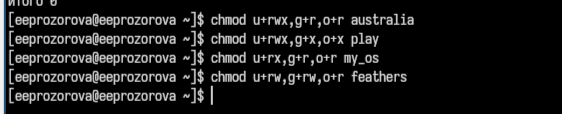 Итого 0
[eeprozorova@eeprozorova ~]$ chmod u+rwx,g+r,o+r australia
[eeprozorova@eeprozorova ~]$ chmod u+rwx,g+x,o+x play
[eeprozorova@eeprozorova ~]$ chmod u+rx,g+r,o+r my_os
[eeprozorova@eeprozorova ~]$ chmod u+rw,g+rw,o+r feathers
[eeprozorova@eeprozorova ~]$